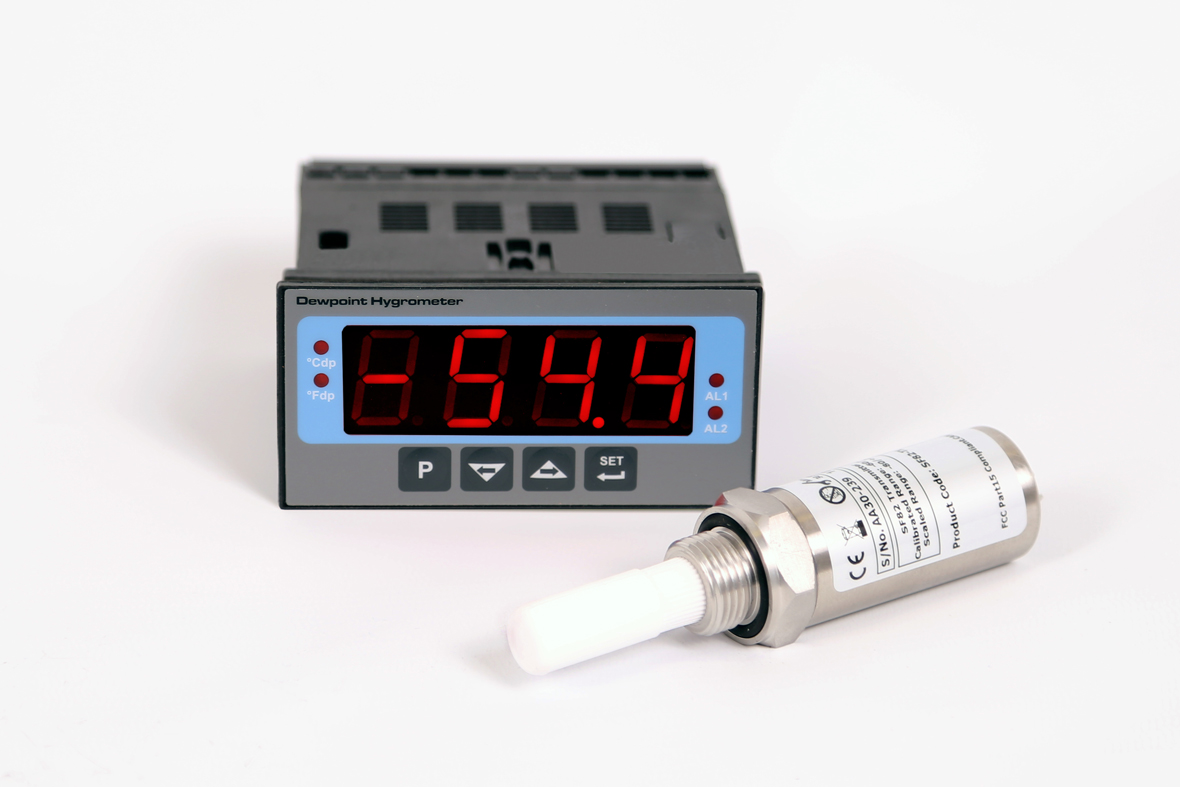 Dewpoint Hygrometer
°Cdp
°Fdp
-54.4
AL1
AL2
P
SET
CE
S/No. AA30-239
SF82 Transmitter
Calibrated Range:
Scaled Range:
Product Code: SF82-
FCC Part15 Compliant